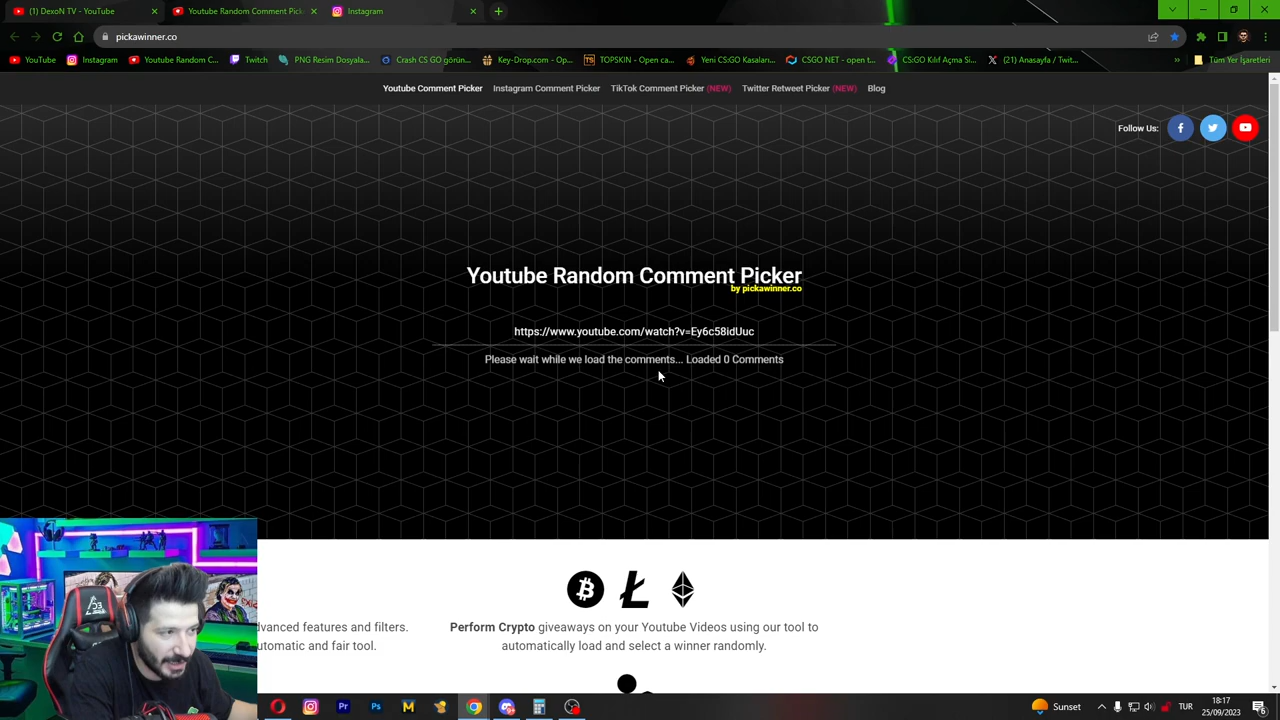 (1) DexoN TV - YouTube
Youtube Random Comment Pick
Instagram
pickawinner.co
YouTube
Instagram
Youtube Random C...
Twitch
PNG Resim Dosyala...
Crash CS GO görün...
Key-Drop.com - Op...
TOPSKIN - Open ca...
Yeni CS:GO Kasaları...
CSGO NET - open t...
CS:GO Kılıf Açma Si...
(21) Anasayfa / Twit...
»
Tüm Yer İşaretleri
Youtube Comment Picker
Instagram Comment Picker
TikTok Comment Picker (NEW)
Twitter Retweet Picker (NEW)
Blog
Follow Us:
Youtube Random Comment Picker
by pickawinner.co
https://www.youtube.com/watch?v=Ey6c58idUuc
Please wait while we load the comments... Loaded 0 Comments
dvanced features and filters.
utomatic and fair tool.
Perform Crypto giveaways on your Youtube Videos using our tool to
automatically load and select a winner randomly.
Sunset
TUR
18:17
25/09/2023